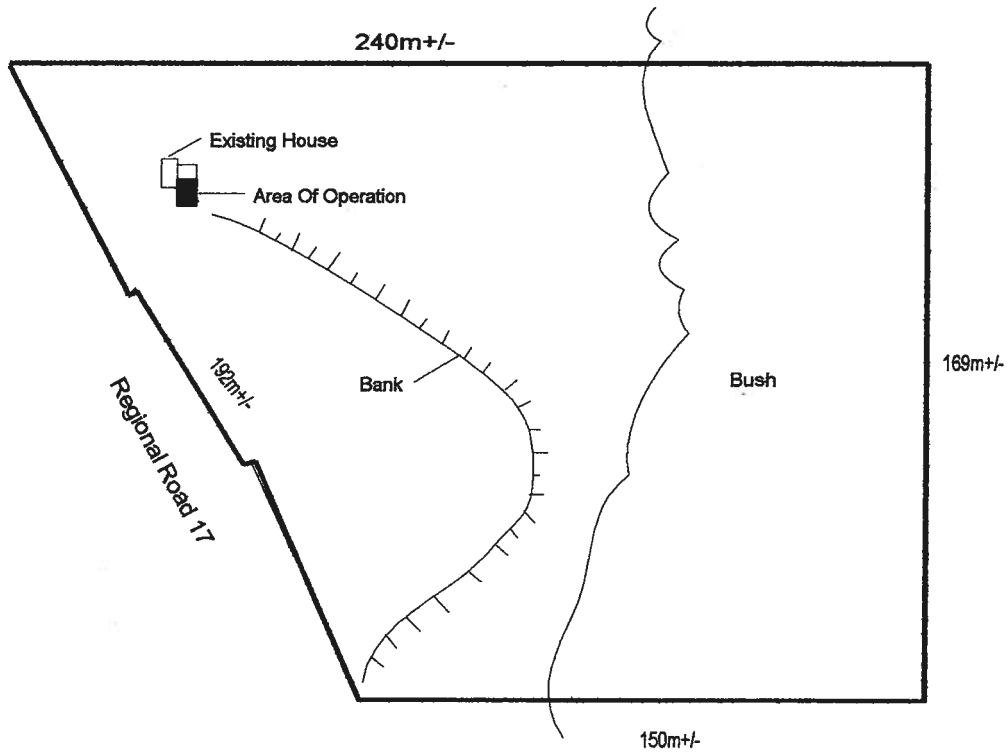 240m+/-
Existing House
Area Of Operation
192m+/-
Bank
Bush
169m+/-
Regional Road 17
150m+/-